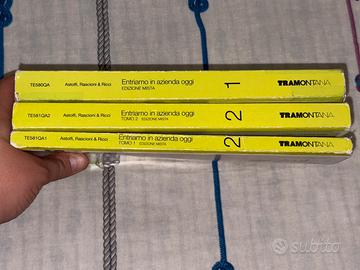 TE580QA Astolfi, Rascioni & Ricci Entriamo in azienda oggi 1 TRAMONTANA
EDIZIONE MISTA
TE581QA2 Astolfi, Rascioni & Ricci Entriamo in azienda oggi 2 TRAMONTANA
TOMO 2 EDIZIONE MISTA
TE581QA1 Astolfi, Rascioni & Ricci Entriamo in azienda oggi 2 TRAMONTANA
TOMO 1 EDIZIONE MISTA
subito